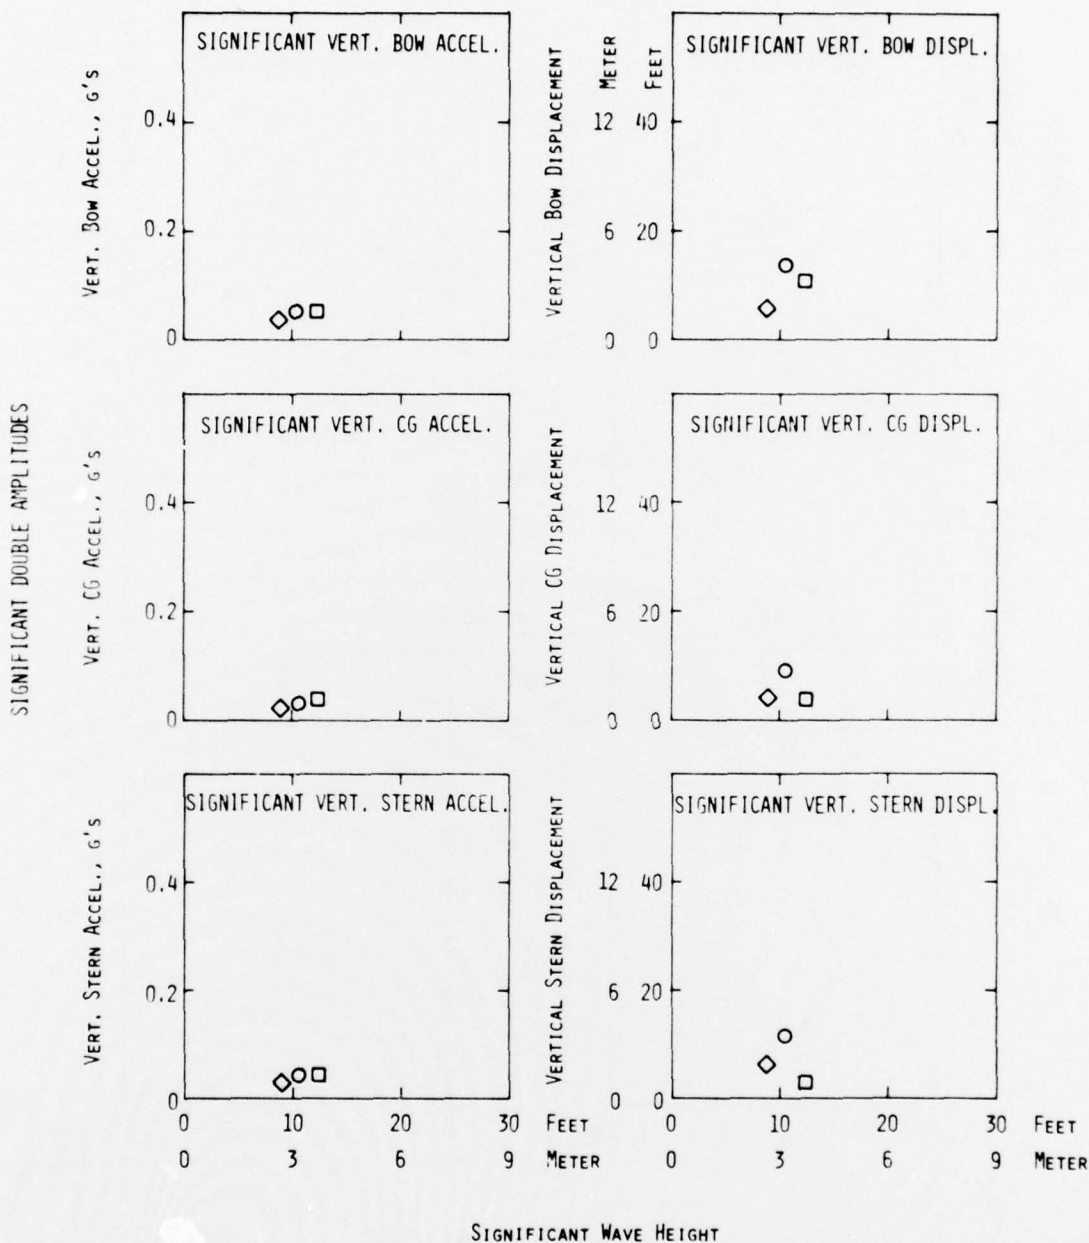 SIGNIFICANT DOUBLE AMPLITUDES
SIGNIFICANT VERT. BOW ACCEL.
VERT. BOW ACCEL., G'S
0.4
0.2
0
SIGNIFICANT VERT. BOW DISPL.
VERTICAL BOW DISPLACEMENT
METER
FEET
12 40
6 20
0 0
SIGNIFICANT VERT. CG ACCEL.
VERT. CG ACCEL., G'S
0.4
0.2
0
SIGNIFICANT VERT. CG DISPL.
VERTICAL CG DISPLACEMENT
12 40
6 20
0 0
SIGNIFICANT VERT. STERN ACCEL.
VERT. STERN ACCEL., G'S
0.4
0.2
0
SIGNIFICANT VERT. STERN DISPL.
VERTICAL STERN DISPLACEMENT
12 40
6 20
0 0
0 10 20 30 FEET 0 10 20 30 FEET
0 3 6 9 METER 0 3 6 9 METER
SIGNIFICANT WAVE HEIGHT